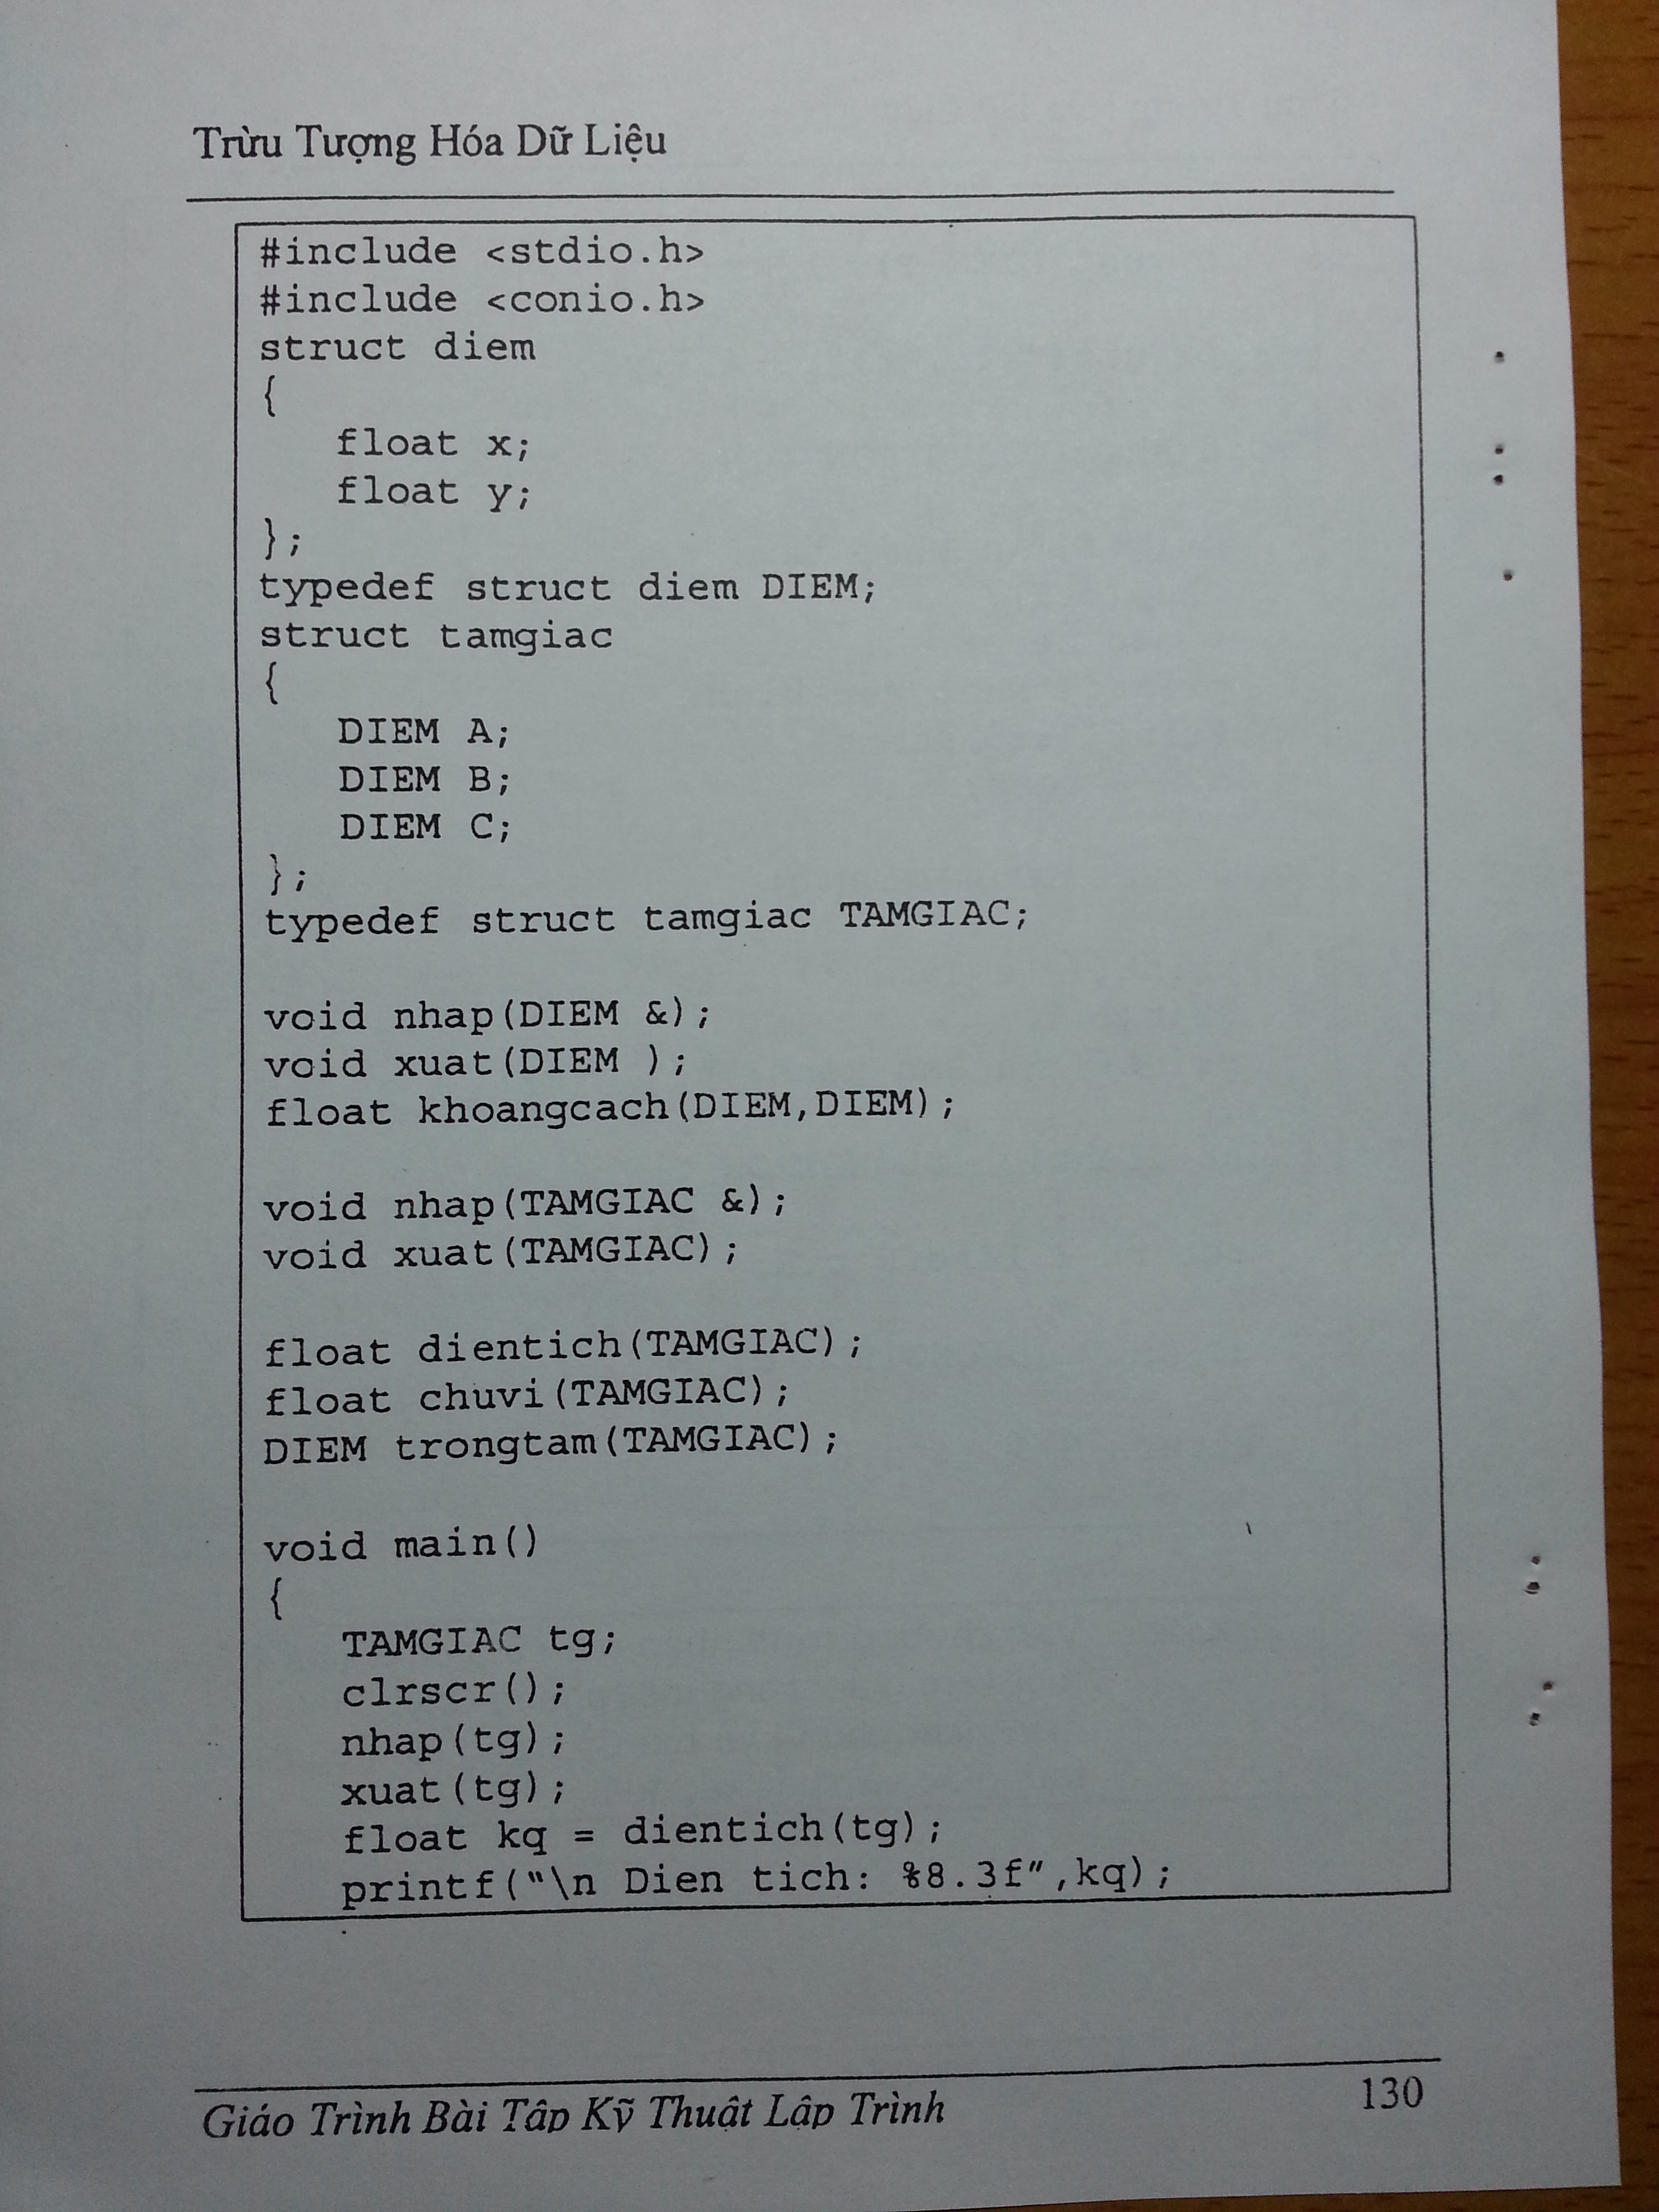 Trừu Tượng Hóa Dữ Liệu
#include <stdio.h>
#include <conio.h>
struct diem
{
float x;
float y;
};
typedef struct diem DIEM;
struct tamgiac
{
DIEM A;
DIEM B;
DIEM C;
};
typedef struct tamgiac TAMGIAC;
void nhap(DIEM &);
void xuat(DIEM );
float khoangcach(DIEM,DIEM);
void nhap(TAMGIAC &);
void xuat(TAMGIAC);
float dientich(TAMGIAC);
float chuvi(TAMGIAC);
DIEM trongtam(TAMGIAC);
void main()
{
TAMGIAC tg;
clrscr();
nhap(tg);
xuat(tg);
float kq = dientich(tg);
printf("\n Dien tich: %8.3f",kq);
Giáo Trình Bài Tập Kỹ Thuật Lập Trình 130